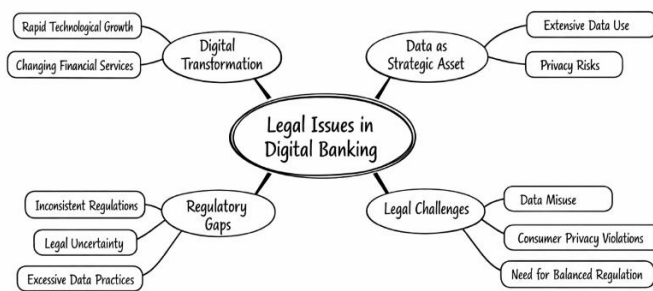 Rapid Technological Growth
Changing Financial Services
Digital
Transformation
Extensive Data Use
Privacy Risks
Data as
Strategic Asset
Legal Issues in
Digital Banking
Inconsistent Regulations
Legal Uncertainty
Excessive Data Practices
Regulatory
Gaps
Legal Challenges
Data Misuse
Consumer Privacy Violations
Need for Balanced Regulation